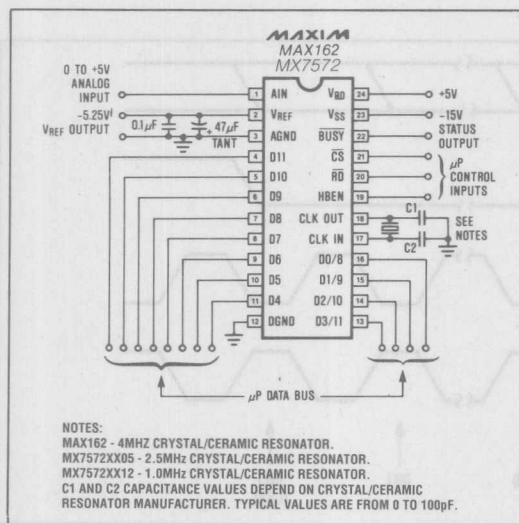 MAXIM
MAX162
MX7572
0 TO +5V
ANALOG
INPUT
1 AIN
VRD 24
+5V
-5.25V
VREF OUTPUT
0.1µF
+ 47µF
TANT
2 VREF
VSS 23
-15V
3 AGND
BUSY 22
STATUS
OUTPUT
4 D11
CS 21
5 D10
RD 20
6 D9
HBEN 19
µP
CONTROL
INPUTS
7 D8
CLK OUT 18
C1
8 D7
CLK IN 17
C2
SEE
NOTES
9 D6
D0/8 16
10 D5
D1/9 15
11 D4
D2/10 14
12 DGND
D3/11 13
µP DATA BUS
NOTES:
MAX162 - 4MHZ CRYSTAL/CERAMIC RESONATOR.
MX7572XX05 - 2.5MHz CRYSTAL/CERAMIC RESONATOR.
MX7572XX12 - 1.0MHz CRYSTAL/CERAMIC RESONATOR.
C1 AND C2 CAPACITANCE VALUES DEPEND ON CRYSTAL/CERAMIC
RESONATOR MANUFACTURER. TYPICAL VALUES ARE FROM 0 TO 100pF.